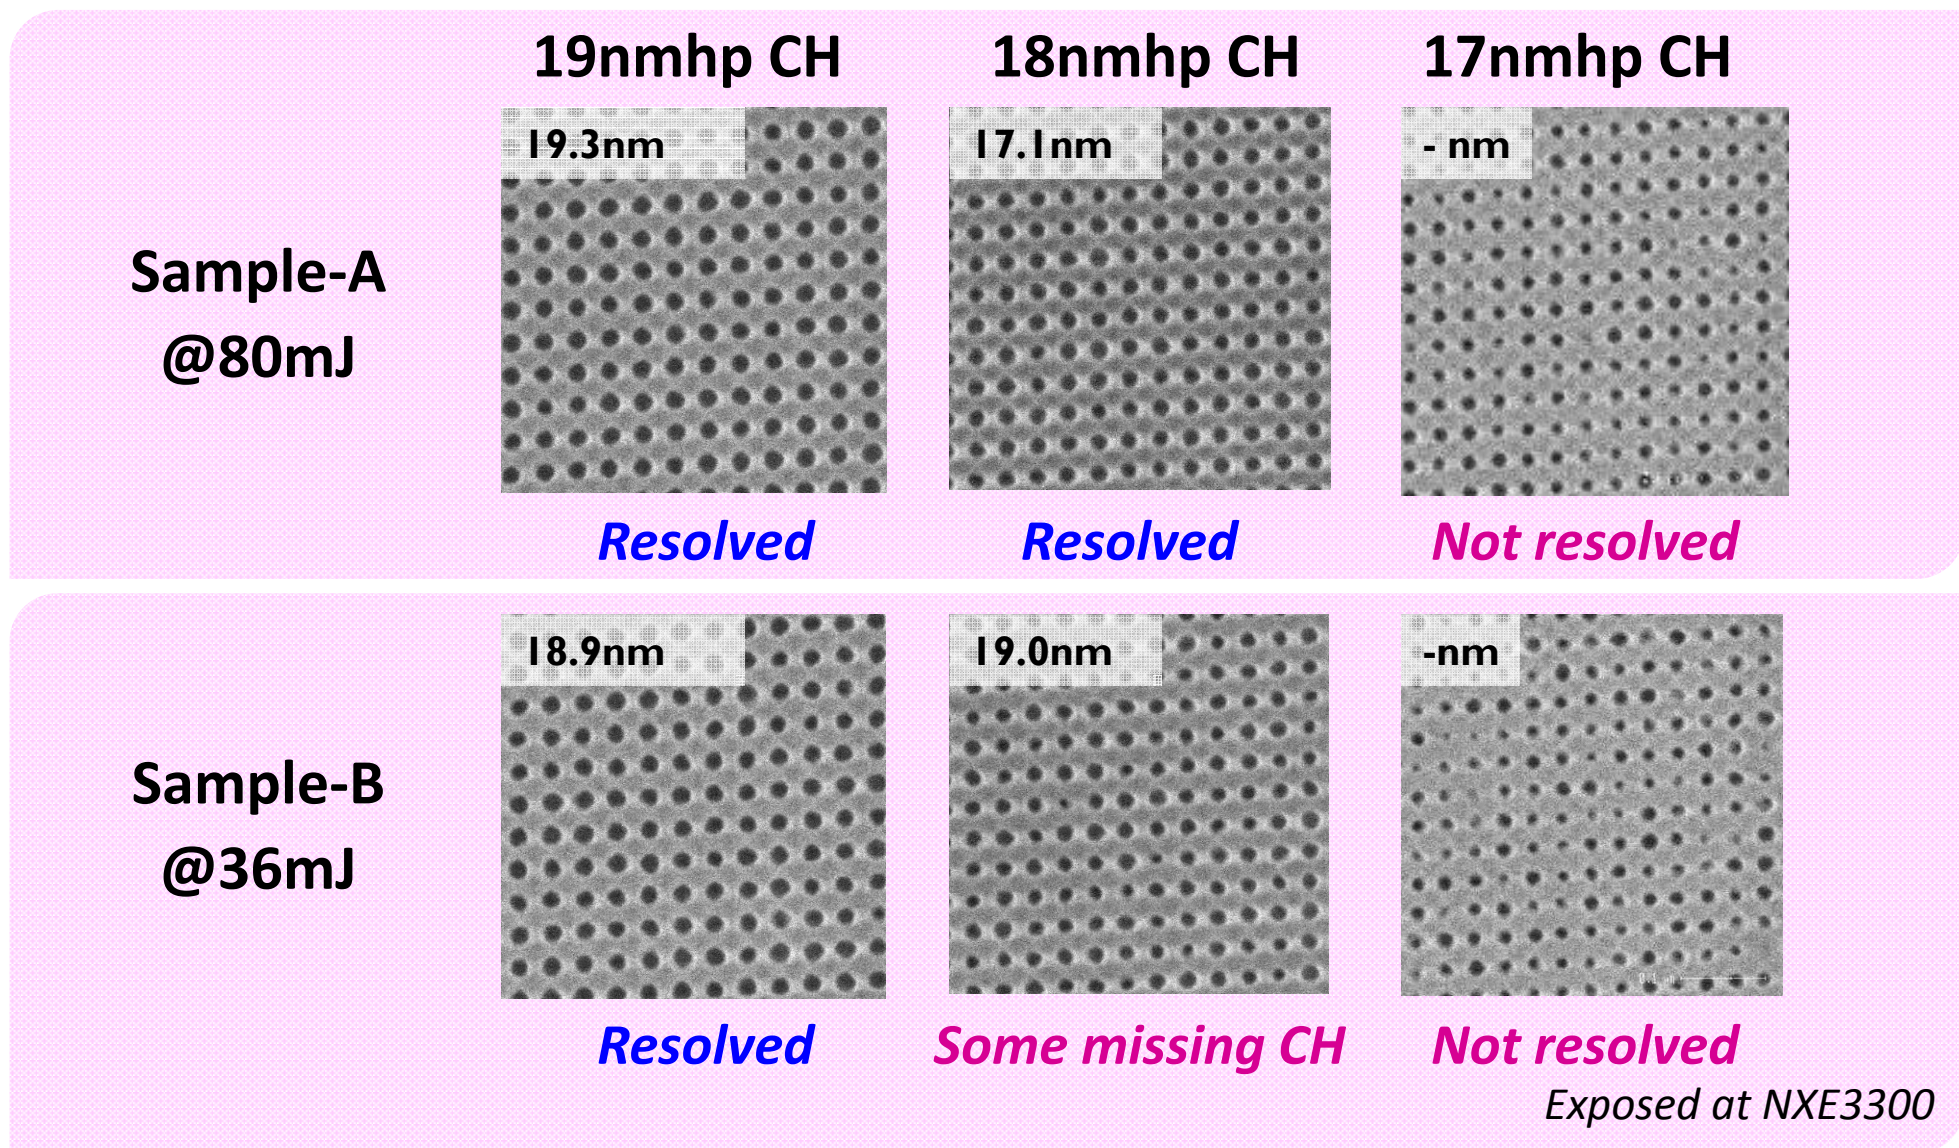 19nmhp CH 18nmhp CH 17nmhp CH
19.3nm 17.1nm - nm
Sample-A
@80mJ
Resolved Resolved Not resolved
18.9nm 19.0nm -nm
Sample-B
@36mJ
Resolved Some missing CH Not resolved
Exposed at NXE3300